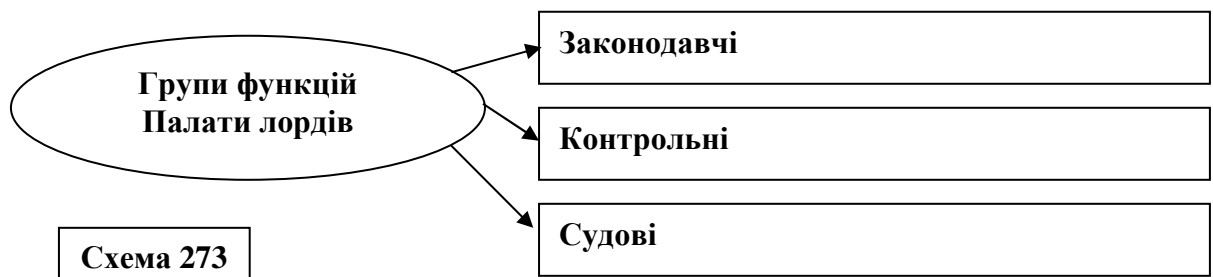 Групи функцій
Палати лордів
Законодавчі
Контрольні
Судові
Схема 273